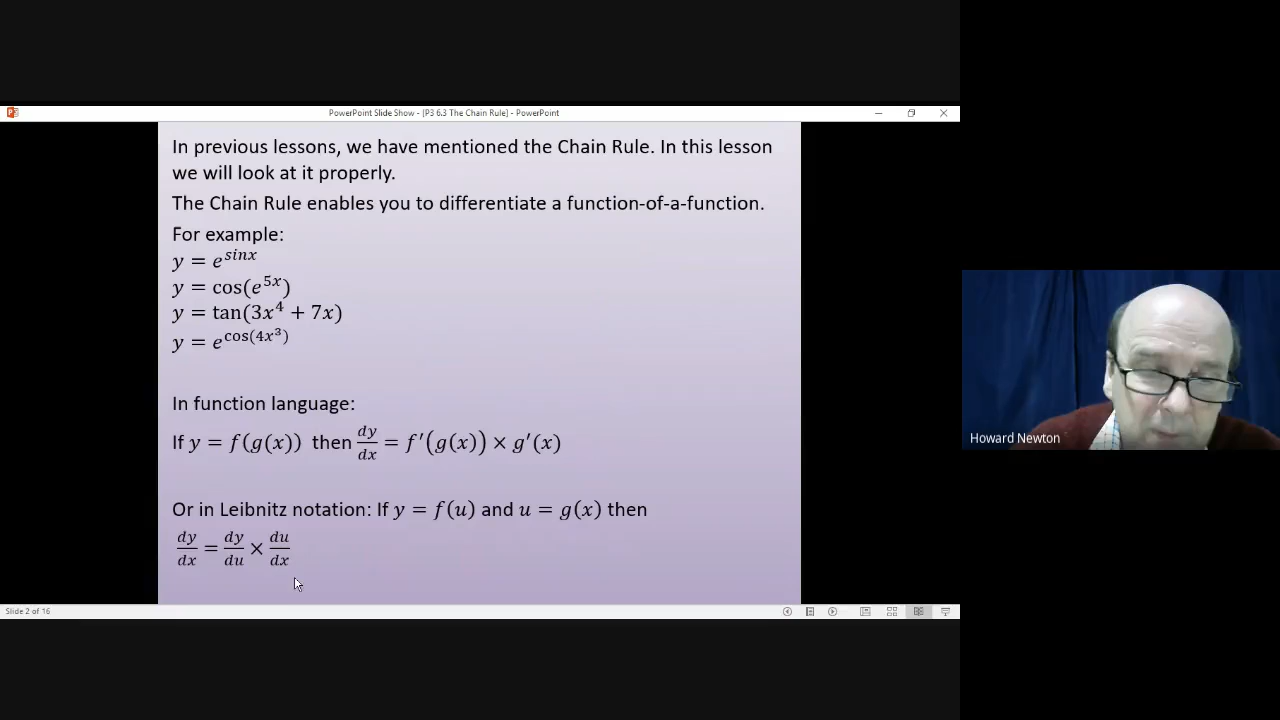 PowerPoint Slide Show - [P3 6.3 The Chain Rule] - PowerPoint
In previous lessons, we have mentioned the Chain Rule. In this lesson
we will look at it properly.
The Chain Rule enables you to differentiate a function-of-a-function.
For example:
y = e^{sinx}
y = cos(e^{5x})
y = tan(3x^4 + 7x)
y = e^{cos(4x^3)}
In function language:
If y = f(g(x)) then dy/dx = f'(g(x)) × g'(x)
Or in Leibnitz notation: If y = f(u) and u = g(x) then
dy/dx = dy/du × du/dx
Slide 2 of 16
Howard Newton